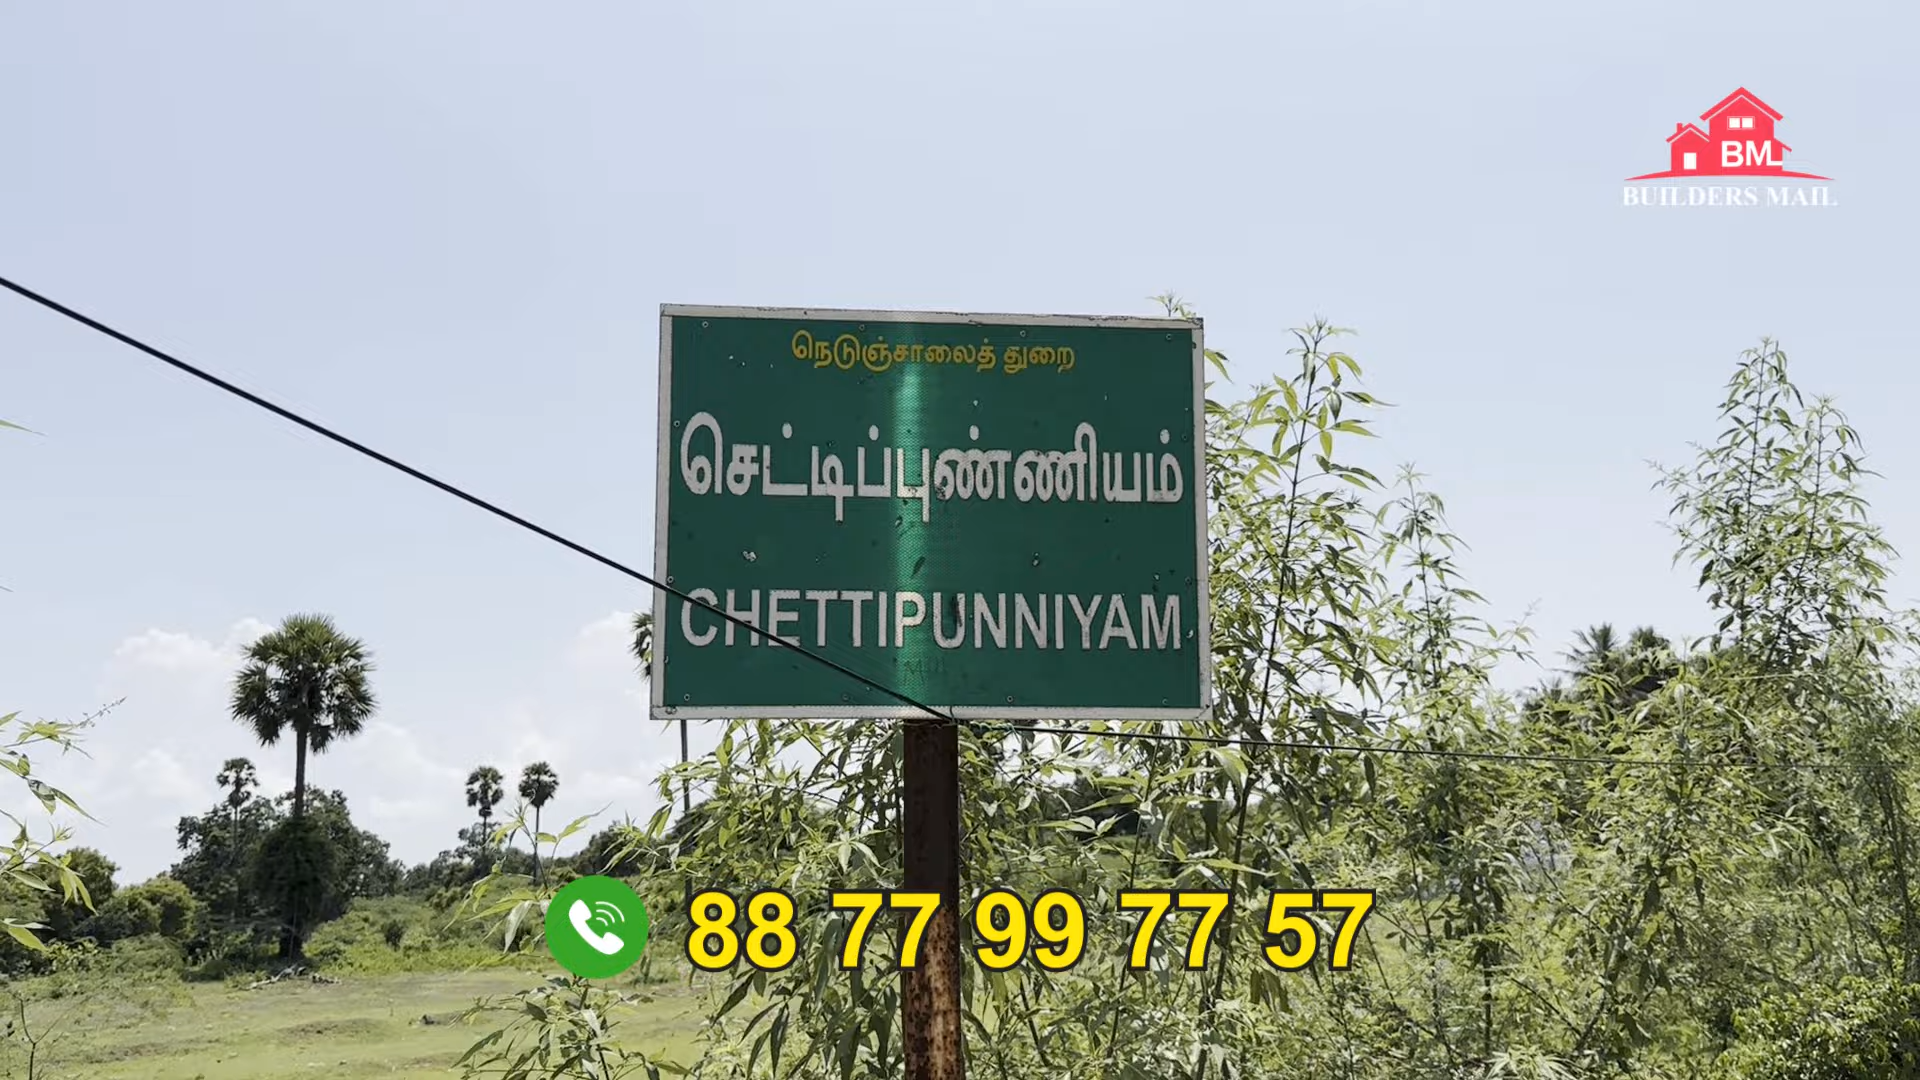 BM
BUILDERS MAIL
நெடுஞ்சாலைத் துறை
செட்டிப்புண்ணியம்
CHETTIPUNNIYAM
88 77 99 77 57